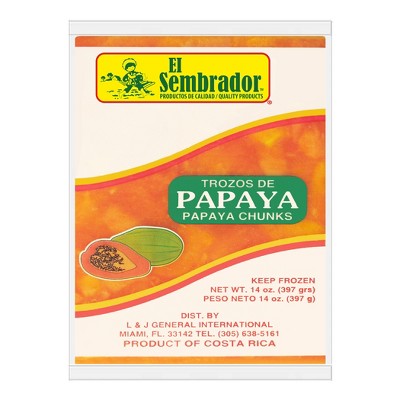 El
Sembrador™
PRODUCTOS DE CALIDAD / QUALITY PRODUCTS ®
TROZOS DE
PAPAYA
PAPAYA CHUNKS
KEEP FROZEN
NET WT. 14 oz. (397 grs)
PESO NETO 14 oz. (397 g)
DIST. BY
L & J GENERAL INTERNATIONAL
MIAMI, FL. 33142 TEL. (305) 638-5161
PRODUCT OF COSTA RICA